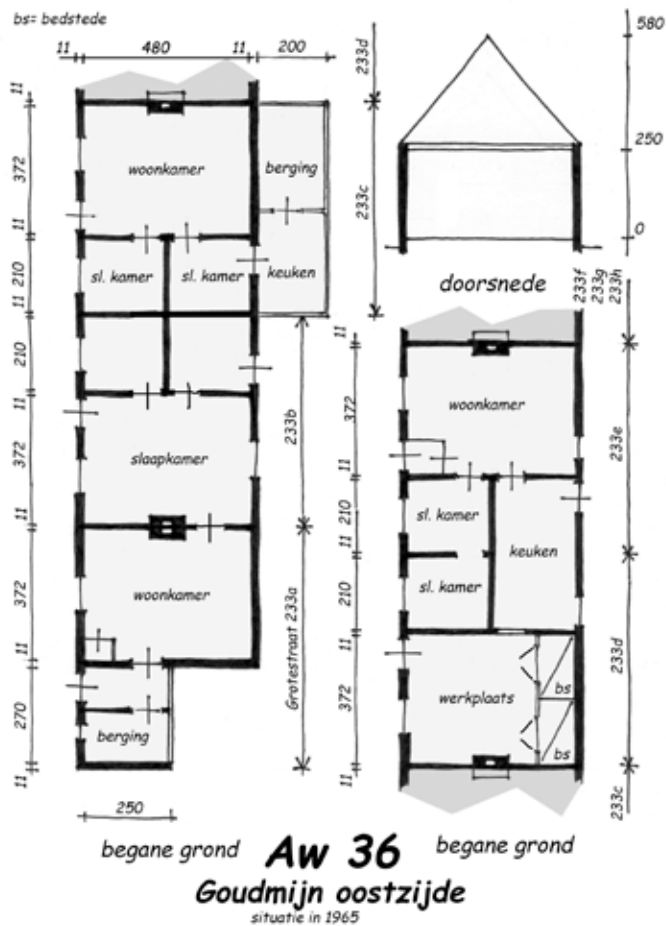 bs= bedstede
11 480 11 200
11
372
11
210
11
210
11
372
11
372
11
270
11
woonkamer
berging
sl. kamer
sl. kamer
keuken
slaapkamer
woonkamer
berging
250
233d
233c
233b
Grotestraat 233a
580
250
0
doorsnede
233f
233g
233h
11
372
11
210
11
210
11
372
11
woonkamer
sl. kamer
keuken
sl. kamer
werkplaats
bs
bs
233e
233d
233c
begane grond
Aw 36
begane grond
Goudmijn oostzijde
situatie in 1965